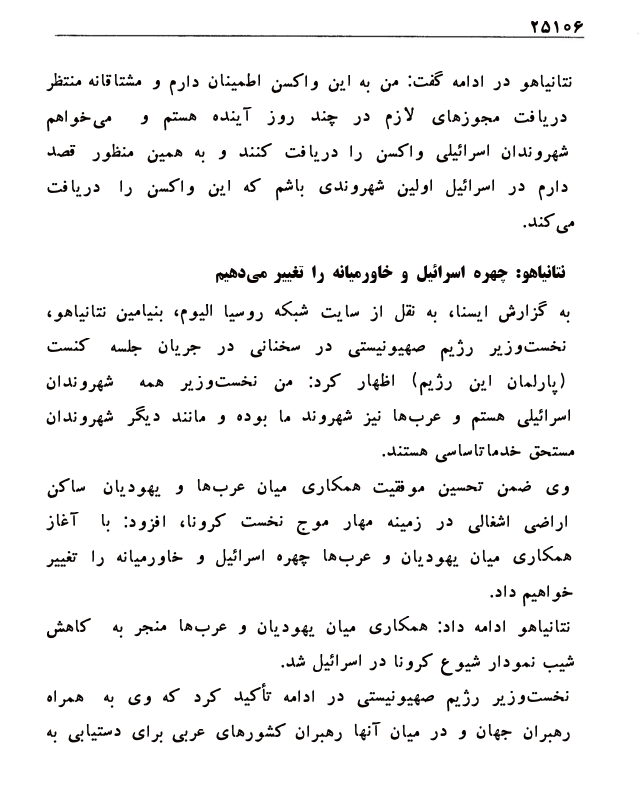 ۲۵۱۰۶
نتانیاهو در ادامه گفت: من به این واکسن اطمینان دارم و مشتاقانه منتظر
دریافت مجوزهای لازم در چند روز آینده هستم و می‌خواهم
شهروندان اسرائیلی واکسن را دریافت کنند و به همین منظور قصد
دارم در اسرائیل اولین شهروندی باشم که این واکسن را دریافت
می‌کند.
نتانیاهو: چهره اسرائیل و خاورمیانه را تغییر می‌دهیم
به گزارش ایسنا، به نقل از سایت شبکه روسیا الیوم، بنیامین نتانیاهو،
نخست‌وزیر رژیم صهیونیستی در سخنانی در جریان جلسه کنست
(پارلمان این رژیم) اظهار کرد: من نخست‌وزیر همه شهروندان
اسرائیلی هستم و عرب‌ها نیز شهروند ما بوده و مانند دیگر شهروندان
مستحق خدماتاساسی هستند.
وی ضمن تحسین موفقیت همکاری میان عرب‌ها و یهودیان ساکن
اراضی اشغالی در زمینه مهار موج نخست کرونا، افزود: با آغاز
همکاری میان یهودیان و عرب‌ها چهره اسرائیل و خاورمیانه را تغییر
خواهیم داد.
نتانیاهو ادامه داد: همکاری میان یهودیان و عرب‌ها منجر به کاهش
شیب نمودار شیوع کرونا در اسرائیل شد.
نخست‌وزیر رژیم صهیونیستی در ادامه تأکید کرد که وی به همراه
رهبران جهان و در میان آنها رهبران کشورهای عربی برای دستیابی به